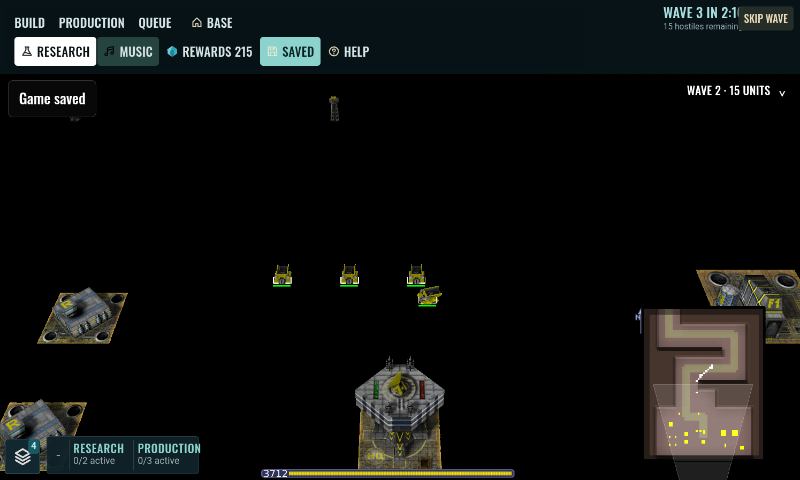 BUILD PRODUCTION QUEUE BASE
WAVE 3 IN 2:1
15 hostiles remainin
SKIP WAVE
RESEARCH MUSIC REWARDS 215 SAVED HELP
Game saved
WAVE 2 · 15 UNITS
R
F1
N
R
4
-
RESEARCH
0/2 active
PRODUCTION
0/3 active
3712